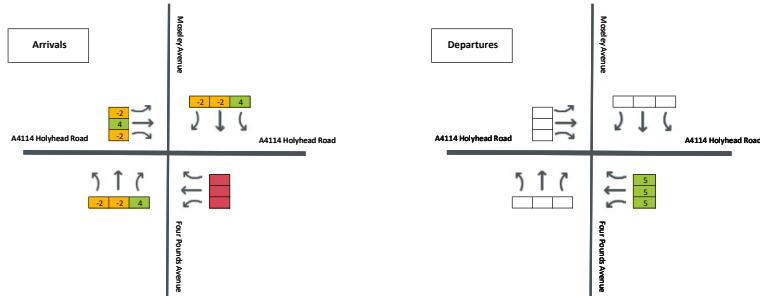 Arrivals
Moseley Avenue
-2 -2 4
-2
4
-2
A4114 Holyhead Road
A4114 Holyhead Road
-2 -2 4
Four Pounds Avenue
Departures
Moseley Avenue
A4114 Holyhead Road
A4114 Holyhead Road
5
5
5
Four Pounds Avenue